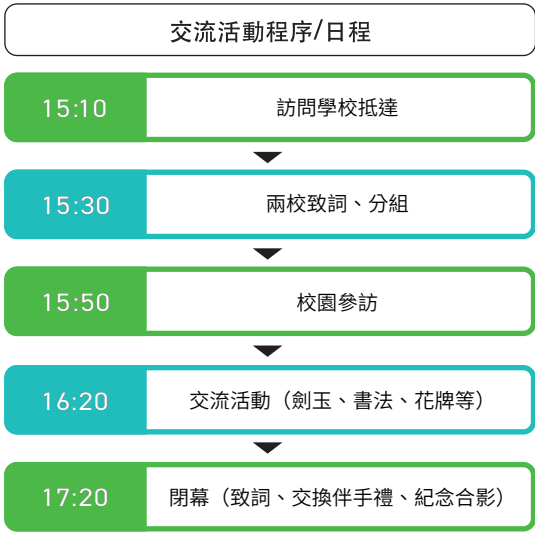 交流活動程序/日程
15:10 訪問學校抵達
15:30 兩校致詞、分組
15:50 校園參訪
16:20 交流活動（劍玉、書法、花牌等）
17:20 閉幕（致詞、交換伴手禮、紀念合影）